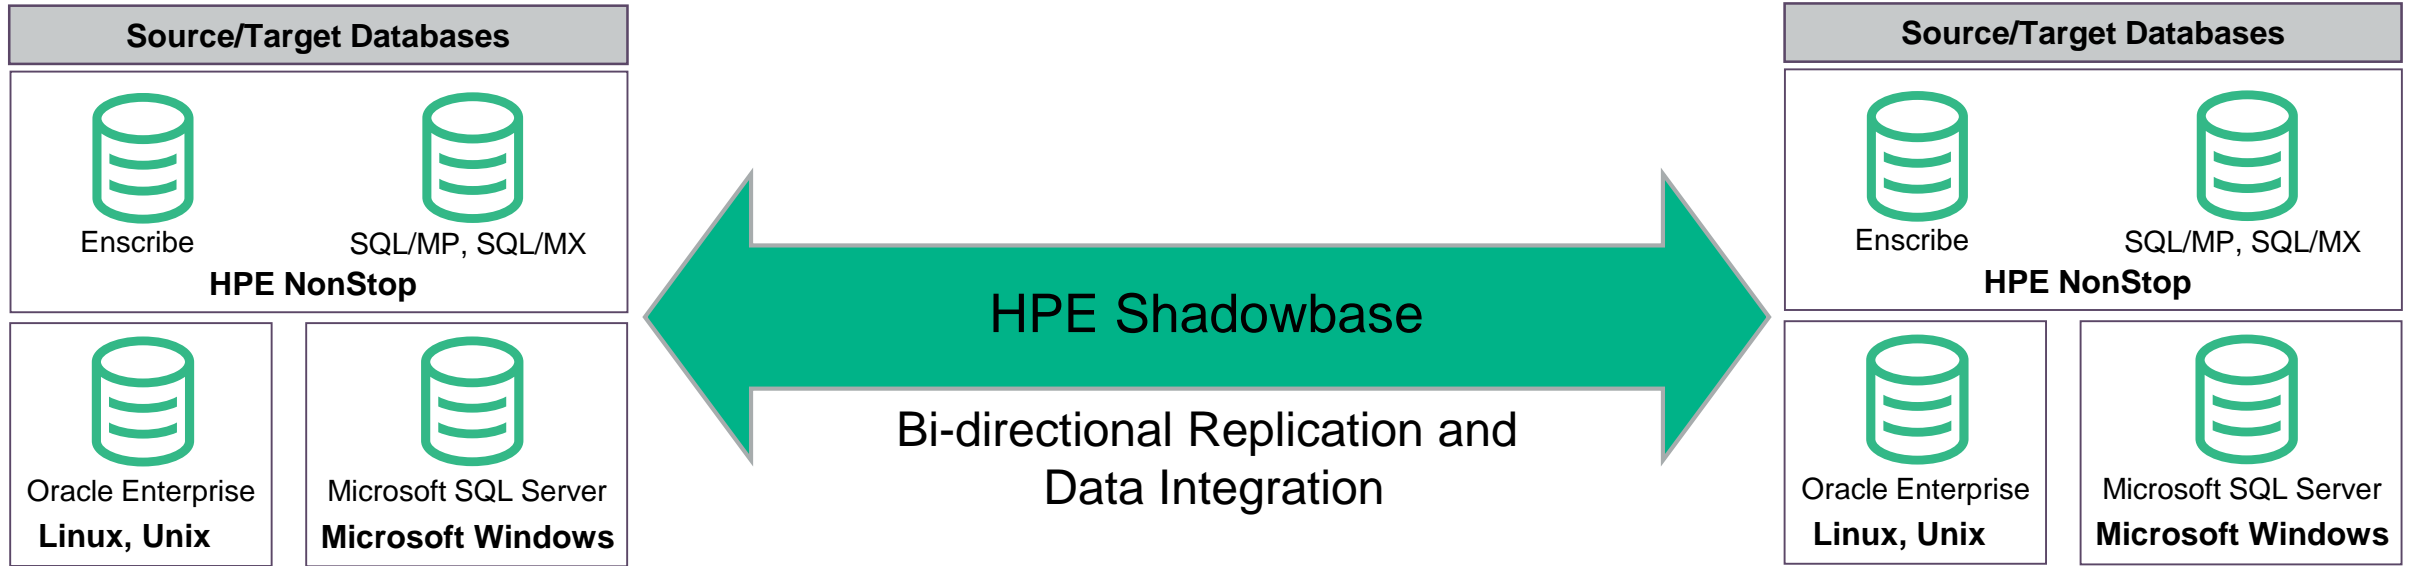 Source/Target Databases
Enscribe
SQL/MP, SQL/MX
HPE NonStop
Oracle Enterprise
Linux, Unix
Microsoft SQL Server
Microsoft Windows
HPE Shadowbase
Bi-directional Replication and
Data Integration
Source/Target Databases
Enscribe
SQL/MP, SQL/MX
HPE NonStop
Oracle Enterprise
Linux, Unix
Microsoft SQL Server
Microsoft Windows